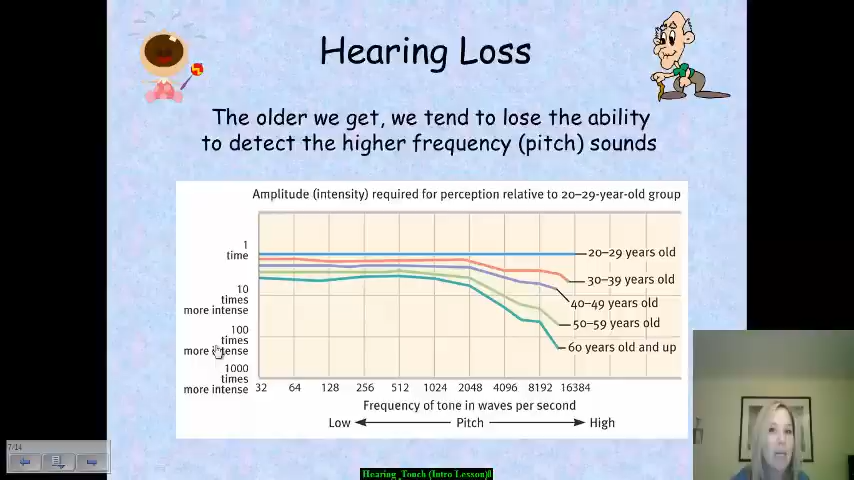 Hearing Loss
The older we get, we tend to lose the ability
to detect the higher frequency (pitch) sounds
Amplitude (intensity) required for perception relative to 20–29-year-old group
1
time
10
times
more intense
100
times
more intense
1000
times
more intense
20–29 years old
30–39 years old
40–49 years old
50–59 years old
60 years old and up
32 64 128 256 512 1024 2048 4096 8192 16384
Frequency of tone in waves per second
Low Pitch High
7/14
Hearing_Touch (Intro Lesson)